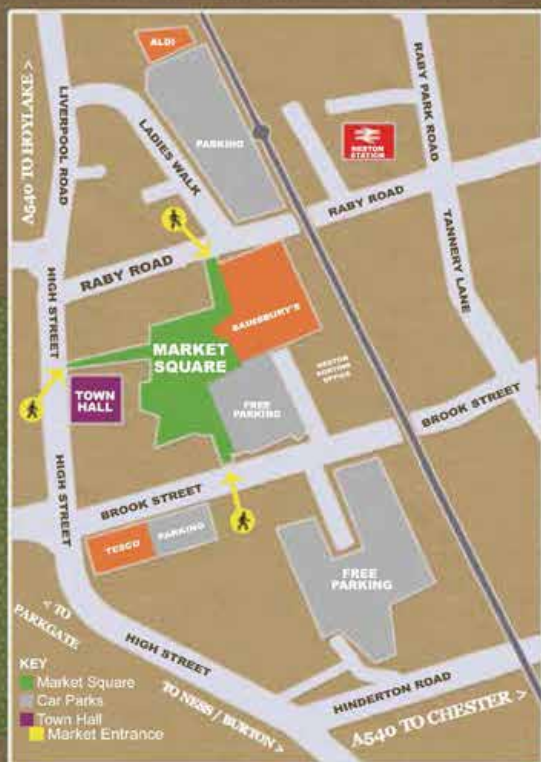 ALDI
A540 TO HOYLAKE >
LIVERPOOL ROAD
LADIES WALK
PARKING
RABY PARK ROAD
NESTON
STATION
RABY ROAD
RABY ROAD
TANNERY LANE
HIGH STREET
SAINSBURY'S
MARKET
SQUARE
NESTON
SORTING
OFFICE
TOWN
HALL
FREE
PARKING
BROOK STREET
HIGH STREET
BROOK STREET
TESCO
PARKING
FREE
PARKING
< TO
PARKGATE
HIGH STREET
TO NESS / BURTON >
HINDERTON ROAD
A540 TO CHESTER >
KEY
Market Square
Car Parks
Town Hall
Market Entrance